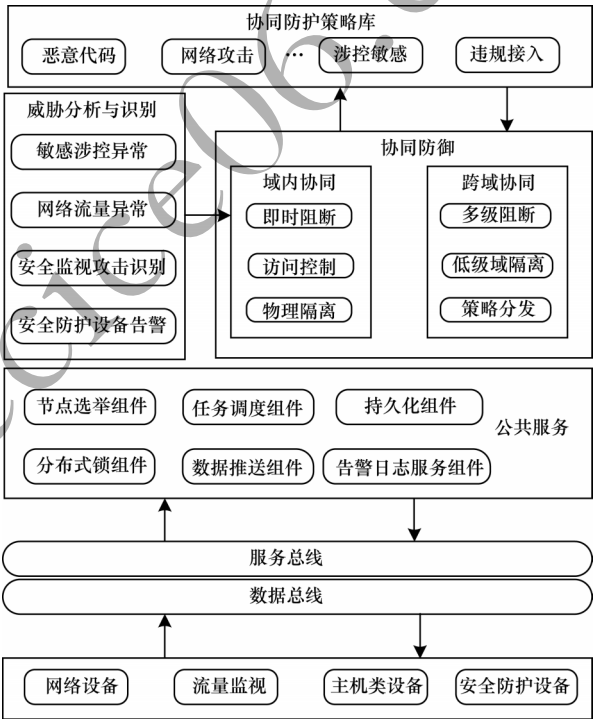 协同防护策略库
恶意代码
网络攻击
…
涉控敏感
违规接入
威胁分析与识别
敏感涉控异常
网络流量异常
安全监视攻击识别
安全防护设备告警
协同防御
域内协同
即时阻断
访问控制
物理隔离
跨域协同
多级阻断
低级域隔离
策略分发
节点选举组件
任务调度组件
持久化组件
公共服务
分布式锁组件
数据推送组件
告警日志服务组件
服务总线
数据总线
网络设备
流量监视
主机类设备
安全防护设备